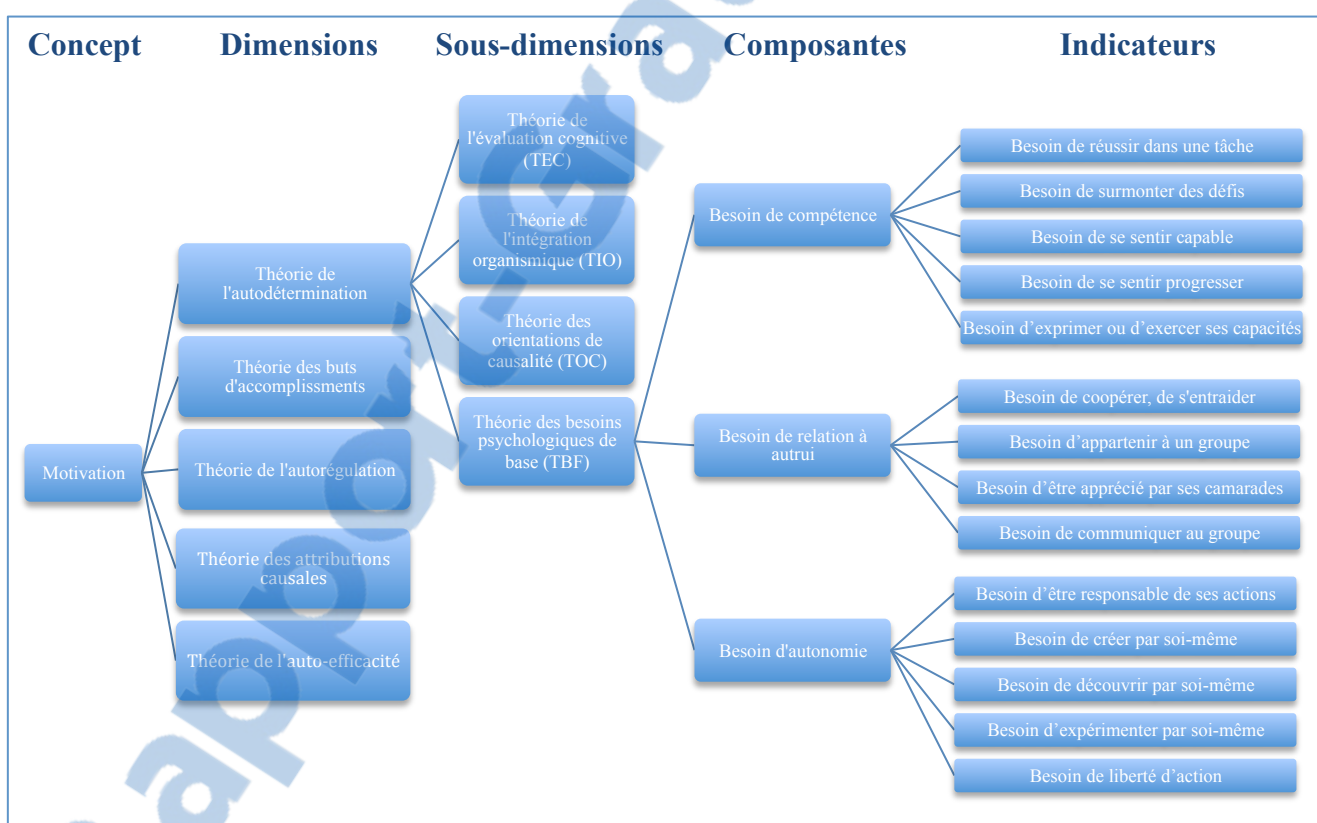 Concept
Dimensions
Sous-dimensions
Composantes
Indicateurs
Motivation
Théorie de
l'autodétermination
Théorie des buts
d'accomplissments
Théorie de l'autorégulation
Théorie des attributions
causales
Théorie de l'auto-efficacité
Théorie de
l'évaluation cognitive
(TEC)
Théorie de
l'intégration
organismique (TIO)
Théorie des
orientations de
causalité (TOC)
Théorie des besoins
psychologiques de
base (TBF)
Besoin de compétence
Besoin de relation à
autrui
Besoin d'autonomie
Besoin de réussir dans une tâche
Besoin de surmonter des défis
Besoin de se sentir capable
Besoin de se sentir progresser
Besoin d’exprimer ou d’exercer ses capacités
Besoin de coopérer, de s'entraider
Besoin d’appartenir à un groupe
Besoin d’être apprécié par ses camarades
Besoin de communiquer au groupe
Besoin d’être responsable de ses actions
Besoin de créer par soi-même
Besoin de découvrir par soi-même
Besoin d’expérimenter par soi-même
Besoin de liberté d’action